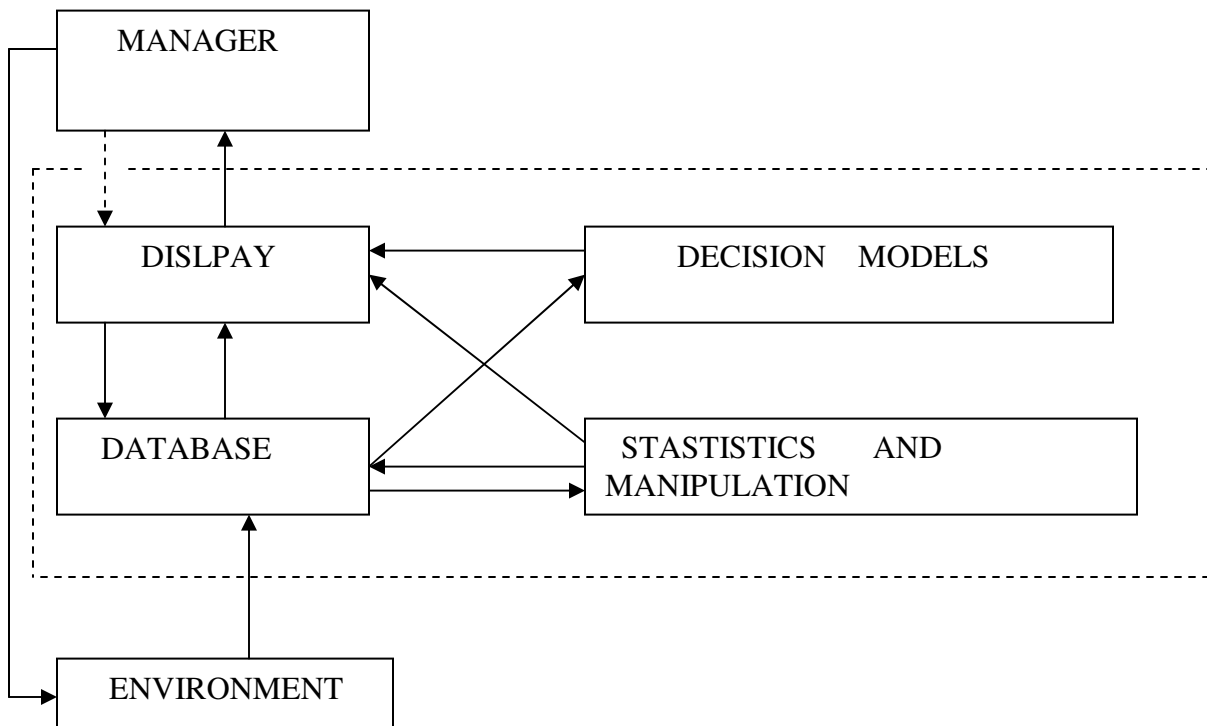 MANAGER
DISLPAY
DECISION MODELS
DATABASE
STASTISTICS AND
MANIPULATION
ENVIRONMENT